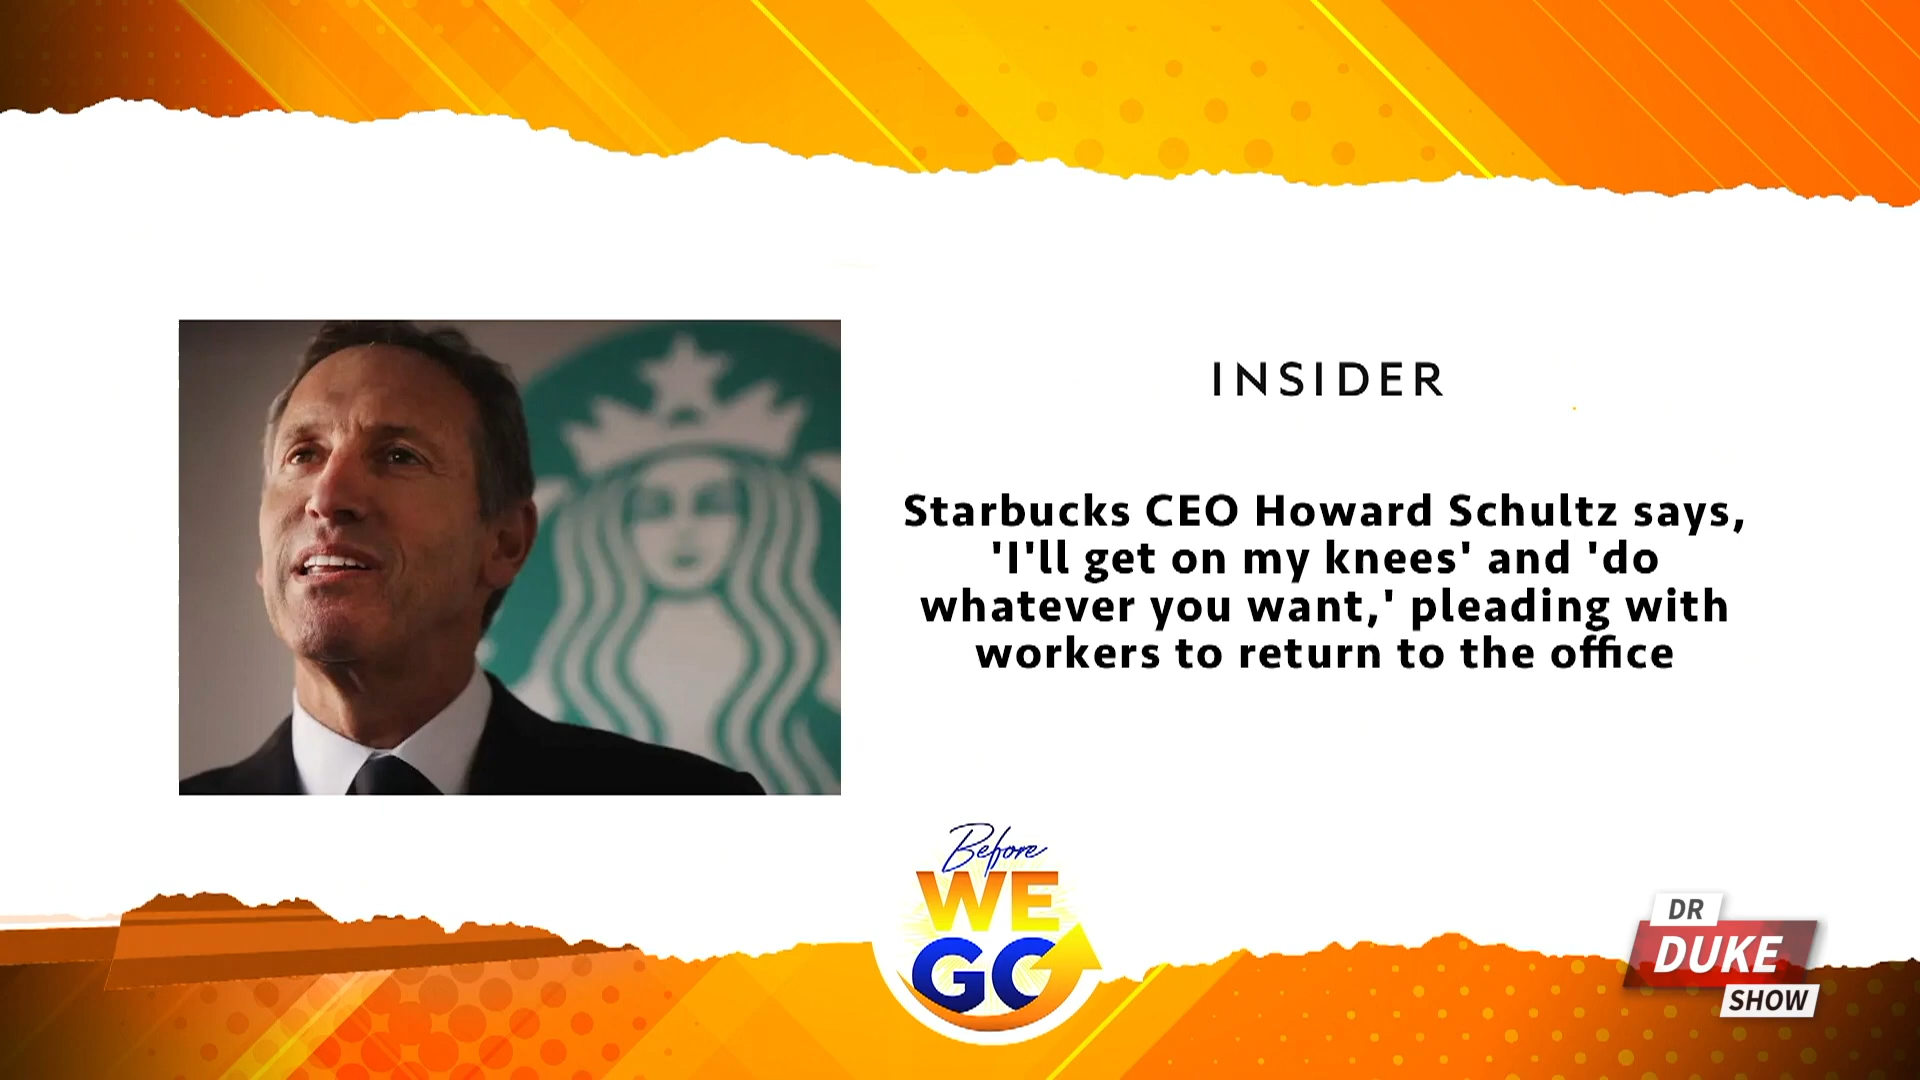 INSIDER
Starbucks CEO Howard Schultz says,
'I'll get on my knees' and 'do
whatever you want,' pleading with
workers to return to the office
Before
WE
GO
DR
DUKE
SHOW